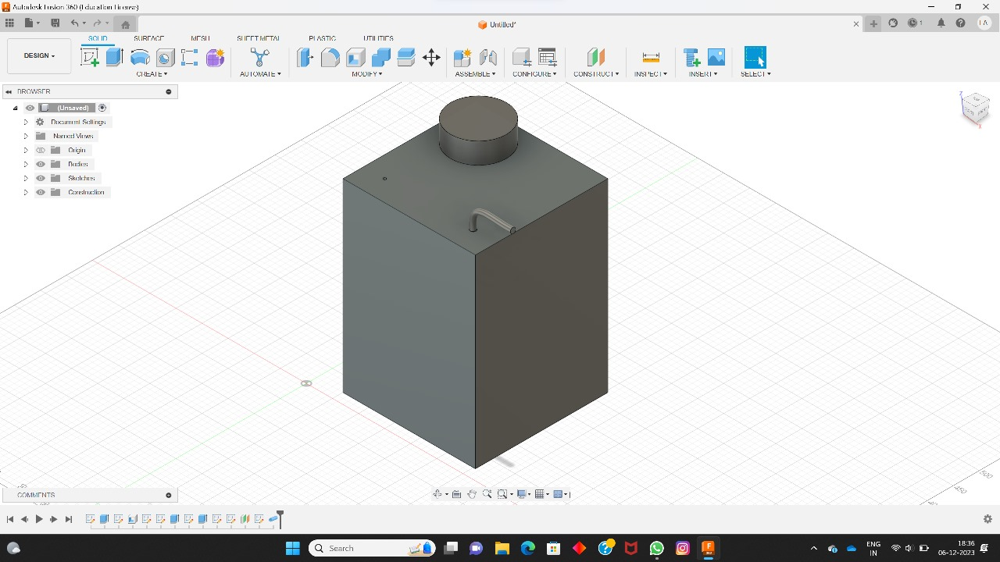 Autodesk Fusion 360 (Education License)
Untitled*
1
LA
DESIGN
SOLID
SURFACE
MESH
SHEET METAL
PLASTIC
UTILITIES
CREATE
AUTOMATE
MODIFY
ASSEMBLE
CONFIGURE
CONSTRUCT
INSPECT
INSERT
SELECT
BROWSER
(Unsaved)
Document Settings
Named Views
Origin
Bodies
Sketches
Construction
Z
X
COMMENTS
Search
ENG
IN
18:36
06-12-2023